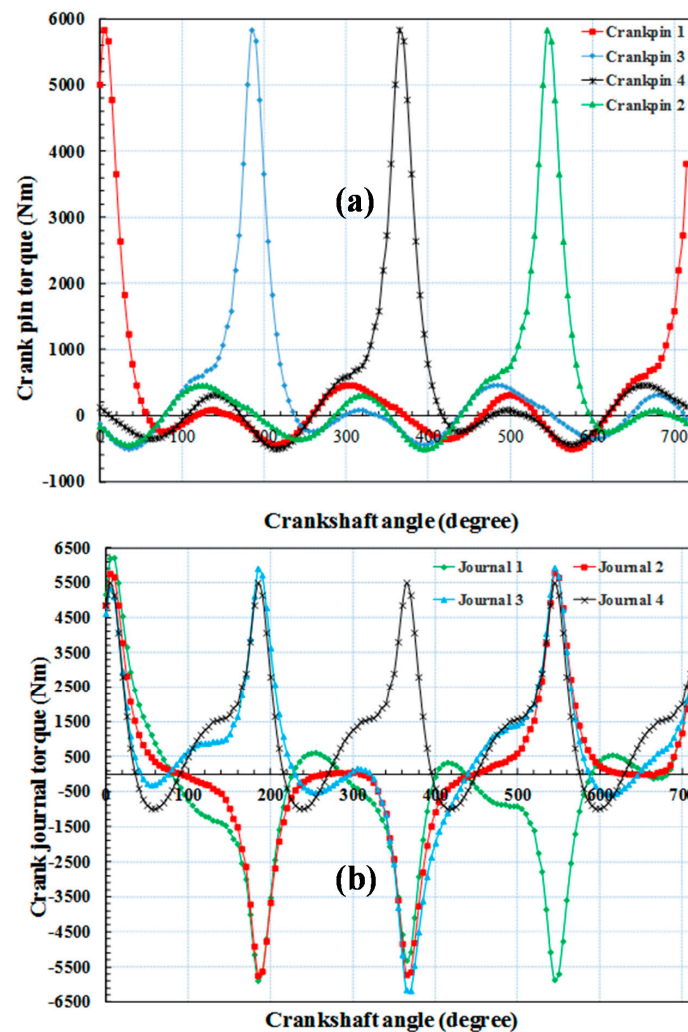 6000
Crankpin 1
Crankpin 3
Crankpin 4
Crankpin 2
5000
4000
(a)
3000
2000
1000
0
-1000
Crank pin torque (Nm)
0 100 200 300 400 500 600 700
Crankshaft angle (degree)
6500
Journal 1 Journal 2
Journal 3 Journal 4
5500
4500
3500
2500
1500
500
-500
-1500
-2500
-3500
-4500
-5500
-6500
Crank journal torque (Nm)
0 100 200 300 400 500 600 700
(b)
Crankshaft angle (degree)